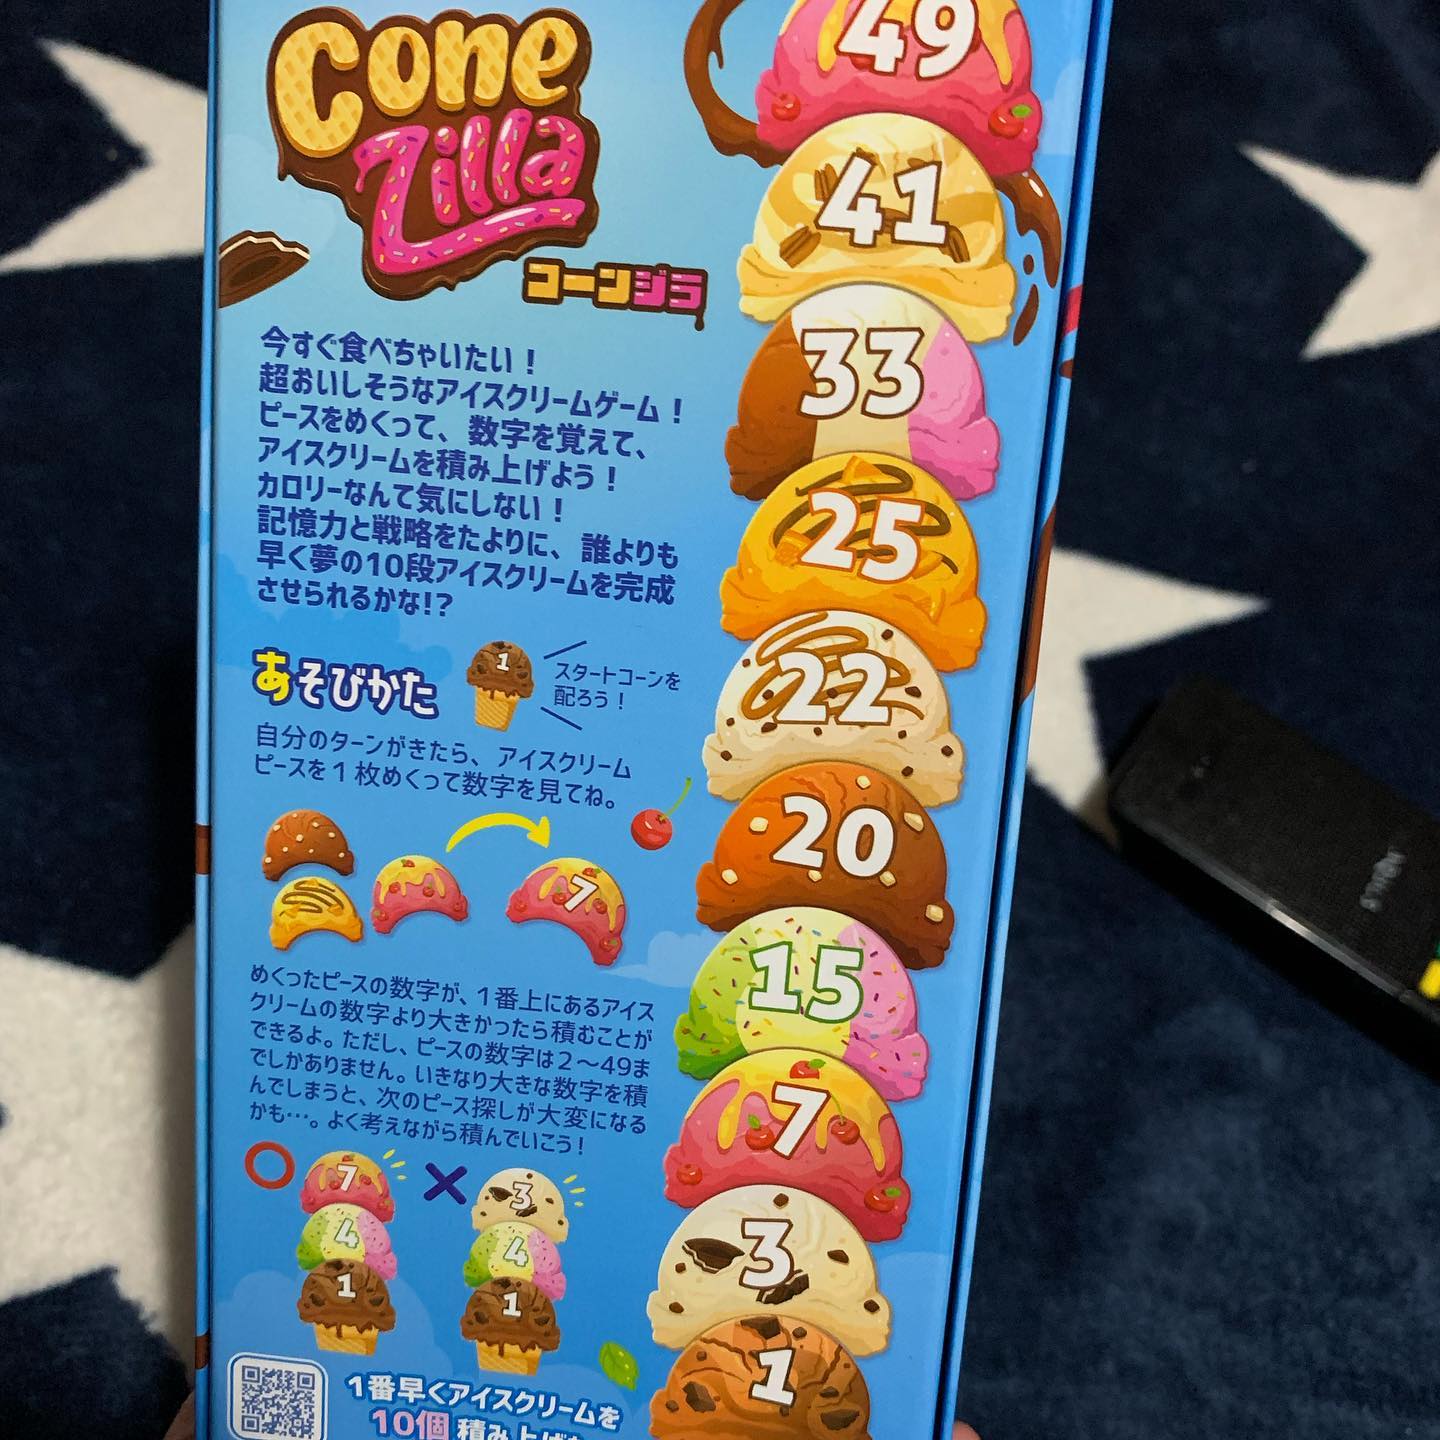 Cone
Zilla
コーンジラ
今すぐ食べちゃいたい！
超おいしそうなアイスクリームゲーム！
ピースをめくって、数字を覚えて、
アイスクリームを積み上げよう！
カロリーなんて気にしない！
記憶力と戦略をたよりに、誰よりも
早く夢の10段アイスクリームを完成
させられるかな!?
あそびかた
1
スタートコーンを
配ろう！
自分のターンがきたら、アイスクリーム
ピースを1枚めくって数字を見てね。
7
めくったピースの数字が、1番上にあるアイス
クリームの数字より大きかったら積むことが
できるよ。ただし、ピースの数字は2〜49ま
でしかありません。いきなり大きな数字を積
んでしまうと、次のピース探しが大変になる
かも…。よく考えながら積んでいこう！
7
4
1
3
4
1
1番早くアイスクリームを
10個 積み上げ
49
41
33
25
22
20
15
7
3
1